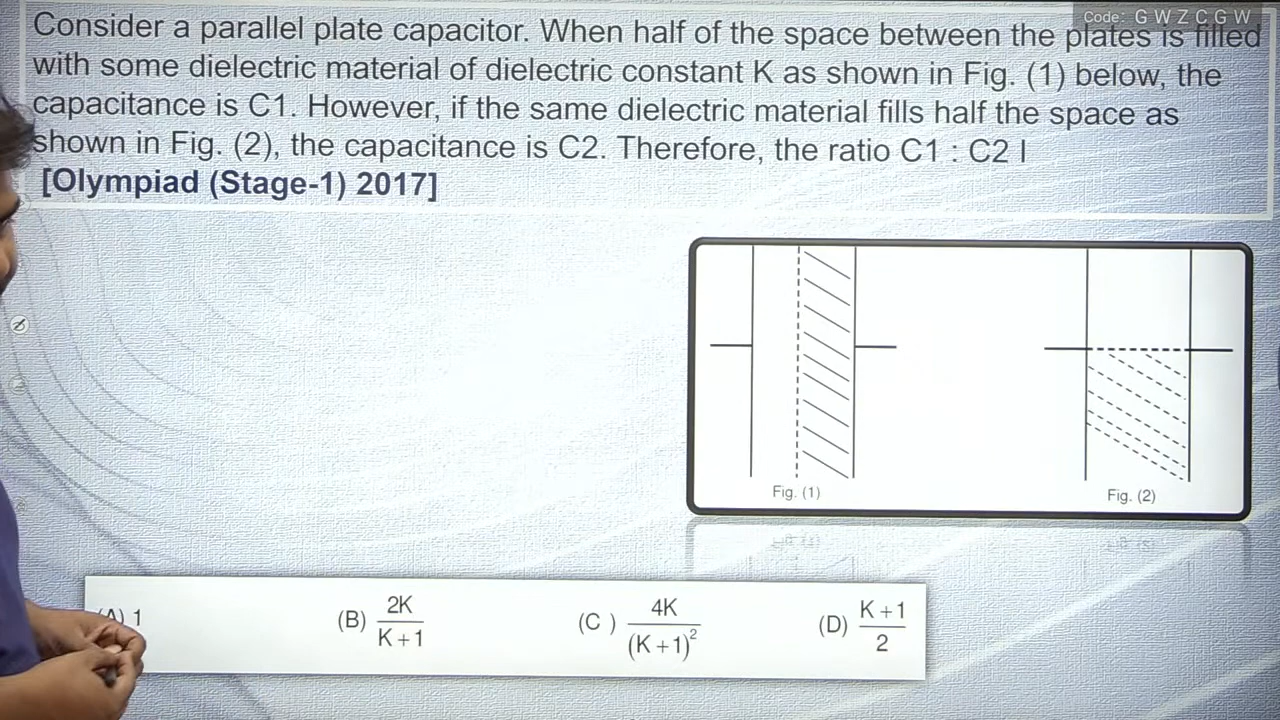 Code: G W Z C G W
Consider a parallel plate capacitor. When half of the space between the plates is filled
with some dielectric material of dielectric constant K as shown in Fig. (1) below, the
capacitance is C1. However, if the same dielectric material fills half the space as
shown in Fig. (2), the capacitance is C2. Therefore, the ratio C1 : C2 I
[Olympiad (Stage-1) 2017]
Fig. (1)
Fig. (2)
(A) 1
(B) 2K / K+1
(C ) 4K / (K+1)²
(D) K+1 / 2